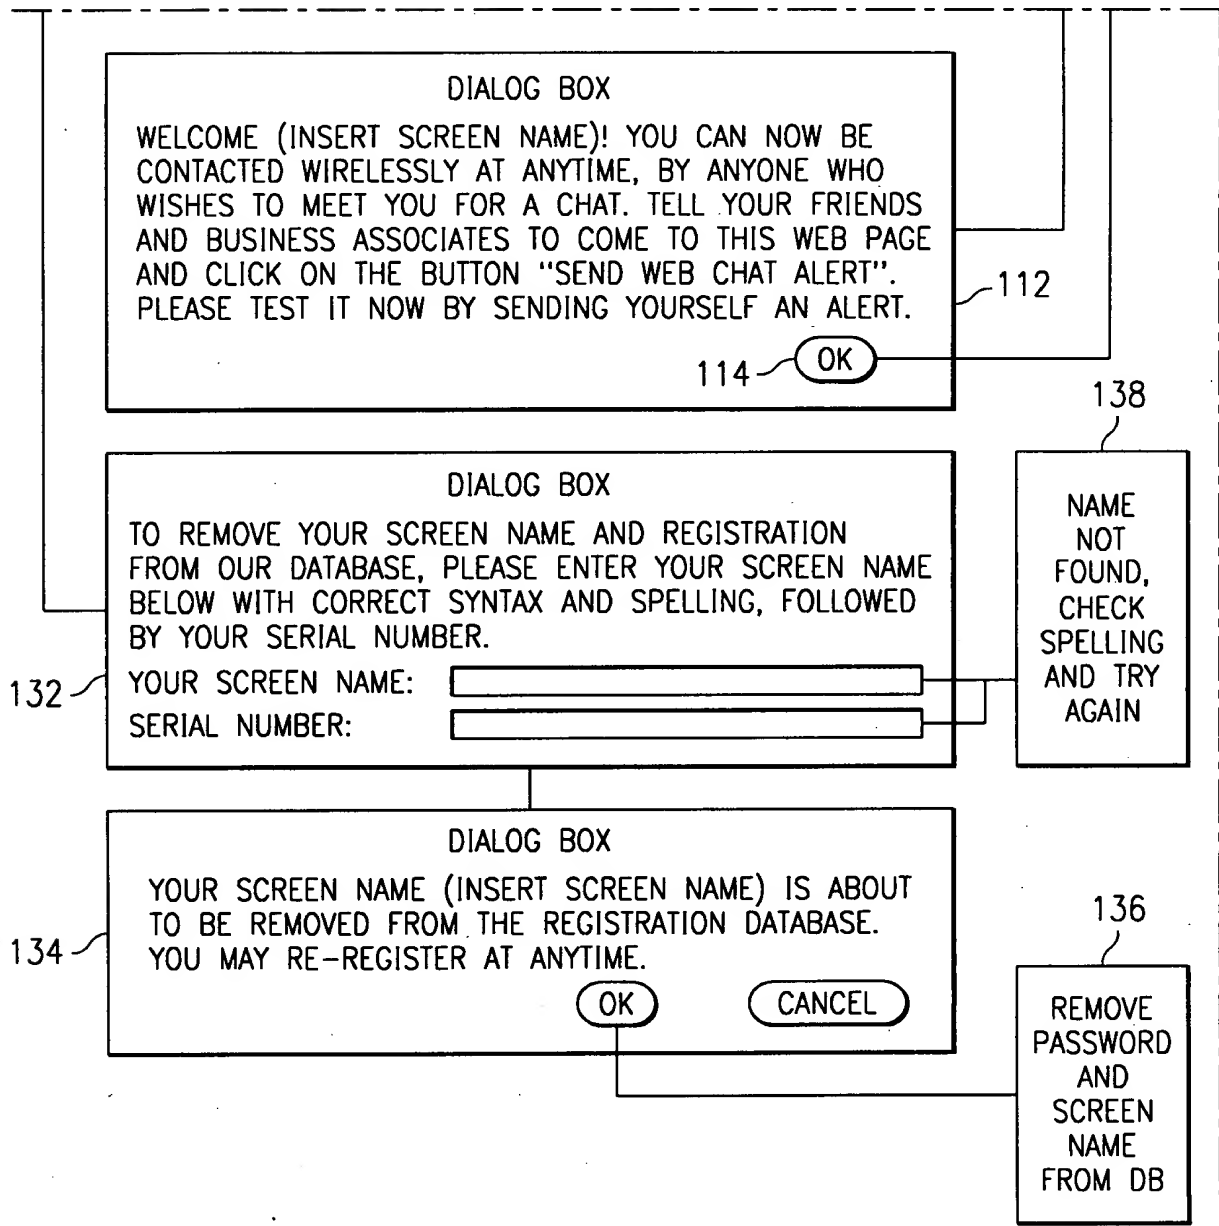 DIALOG BOX
WELCOME (INSERT SCREEN NAME)! YOU CAN NOW BE
CONTACTED WIRELESSLY AT ANYTIME, BY ANYONE WHO
WISHES TO MEET YOU FOR A CHAT. TELL YOUR FRIENDS
AND BUSINESS ASSOCIATES TO COME TO THIS WEB PAGE
AND CLICK ON THE BUTTON "SEND WEB CHAT ALERT".
PLEASE TEST IT NOW BY SENDING YOURSELF AN ALERT.
112
114
OK
138
DIALOG BOX
TO REMOVE YOUR SCREEN NAME AND REGISTRATION
FROM OUR DATABASE, PLEASE ENTER YOUR SCREEN NAME
BELOW WITH CORRECT SYNTAX AND SPELLING, FOLLOWED
BY YOUR SERIAL NUMBER.
132
YOUR SCREEN NAME:
SERIAL NUMBER:
NAME
NOT
FOUND,
CHECK
SPELLING
AND TRY
AGAIN
DIALOG BOX
YOUR SCREEN NAME (INSERT SCREEN NAME) IS ABOUT
TO BE REMOVED FROM THE REGISTRATION DATABASE.
YOU MAY RE-REGISTER AT ANYTIME.
134
OK
CANCEL
136
REMOVE
PASSWORD
AND
SCREEN
NAME
FROM DB